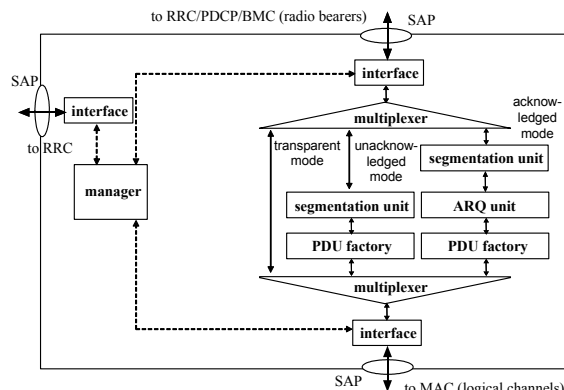 to RRC/PDCP/BMC (radio bearers)
SAP
SAP
interface
interface
to RRC
multiplexer
acknow-
ledged
mode
transparent
mode
unacknow-
ledged
mode
segmentation unit
manager
segmentation unit
ARQ unit
PDU factory
PDU factory
multiplexer
interface
SAP
to MAC (logical channels)